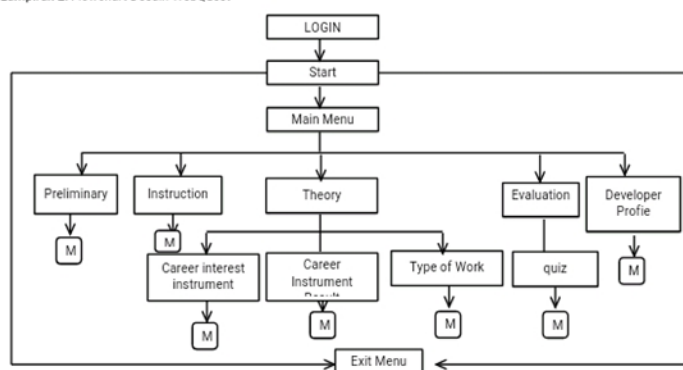 LOGIN
Start
Main Menu
Preliminary
Instruction
Theory
Evaluation
Developer
Profie
M
M
Career interest
instrument
Career
Instrument
Result
Type of Work
quiz
M
M
M
M
M
Exit Menu